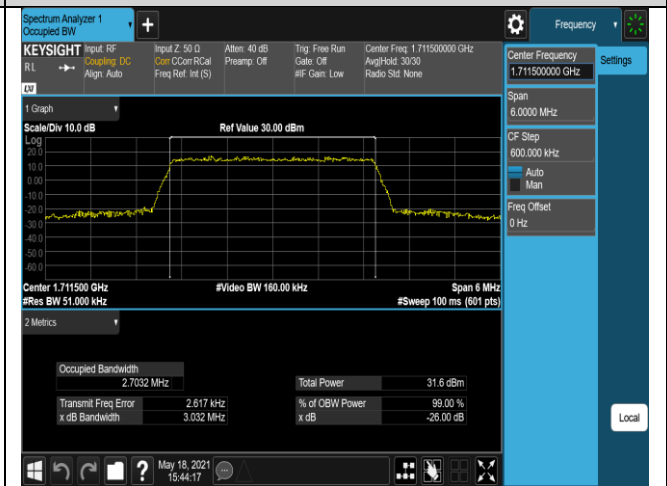 Spectrum Analyzer 1
Occupied BW
+
Frequency
KEYSIGHT
RL
LXI
Input: RF
Coupling: DC
Align: Auto
Input Z: 50 Ω
Corr CCorr RCal
Freq Ref: Int (S)
Atten: 40 dB
Preamp: Off
Trig: Free Run
Gate: Off
#IF Gain: Low
Center Freq: 1.711500000 GHz
Avg|Hold: 30/30
Radio Std: None
Center Frequency
1.711500000 GHz
Settings
Span
6.0000 MHz
CF Step
600.000 kHz
Auto
Man
Freq Offset
0 Hz
Local
1 Graph
Scale/Div 10.0 dB
Ref Value 30.00 dBm
Log
20.0
10.0
0.00
-10.0
-20.0
-30.0
-40.0
-50.0
-60.0
Center 1.711500 GHz
#Video BW 160.00 kHz
Span 6 MHz
#Res BW 51.000 kHz
#Sweep 100 ms (601 pts)
2 Metrics
Occupied Bandwidth
2.7032 MHz
Total Power 31.6 dBm
Transmit Freq Error 2.617 kHz
% of OBW Power 99.00 %
x dB Bandwidth 3.032 MHz
x dB -26.00 dB
?
May 18, 2021
15:44:17